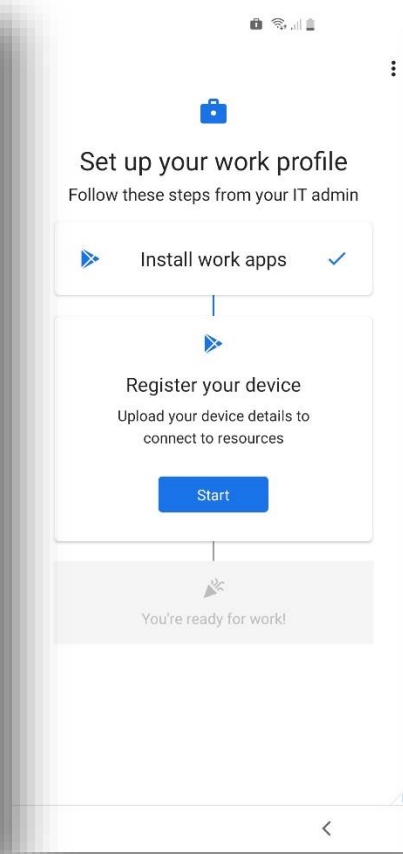 Set up your work profile
Follow these steps from your IT admin
Install work apps
Register your device
Upload your device details to
connect to resources
Start
You're ready for work!